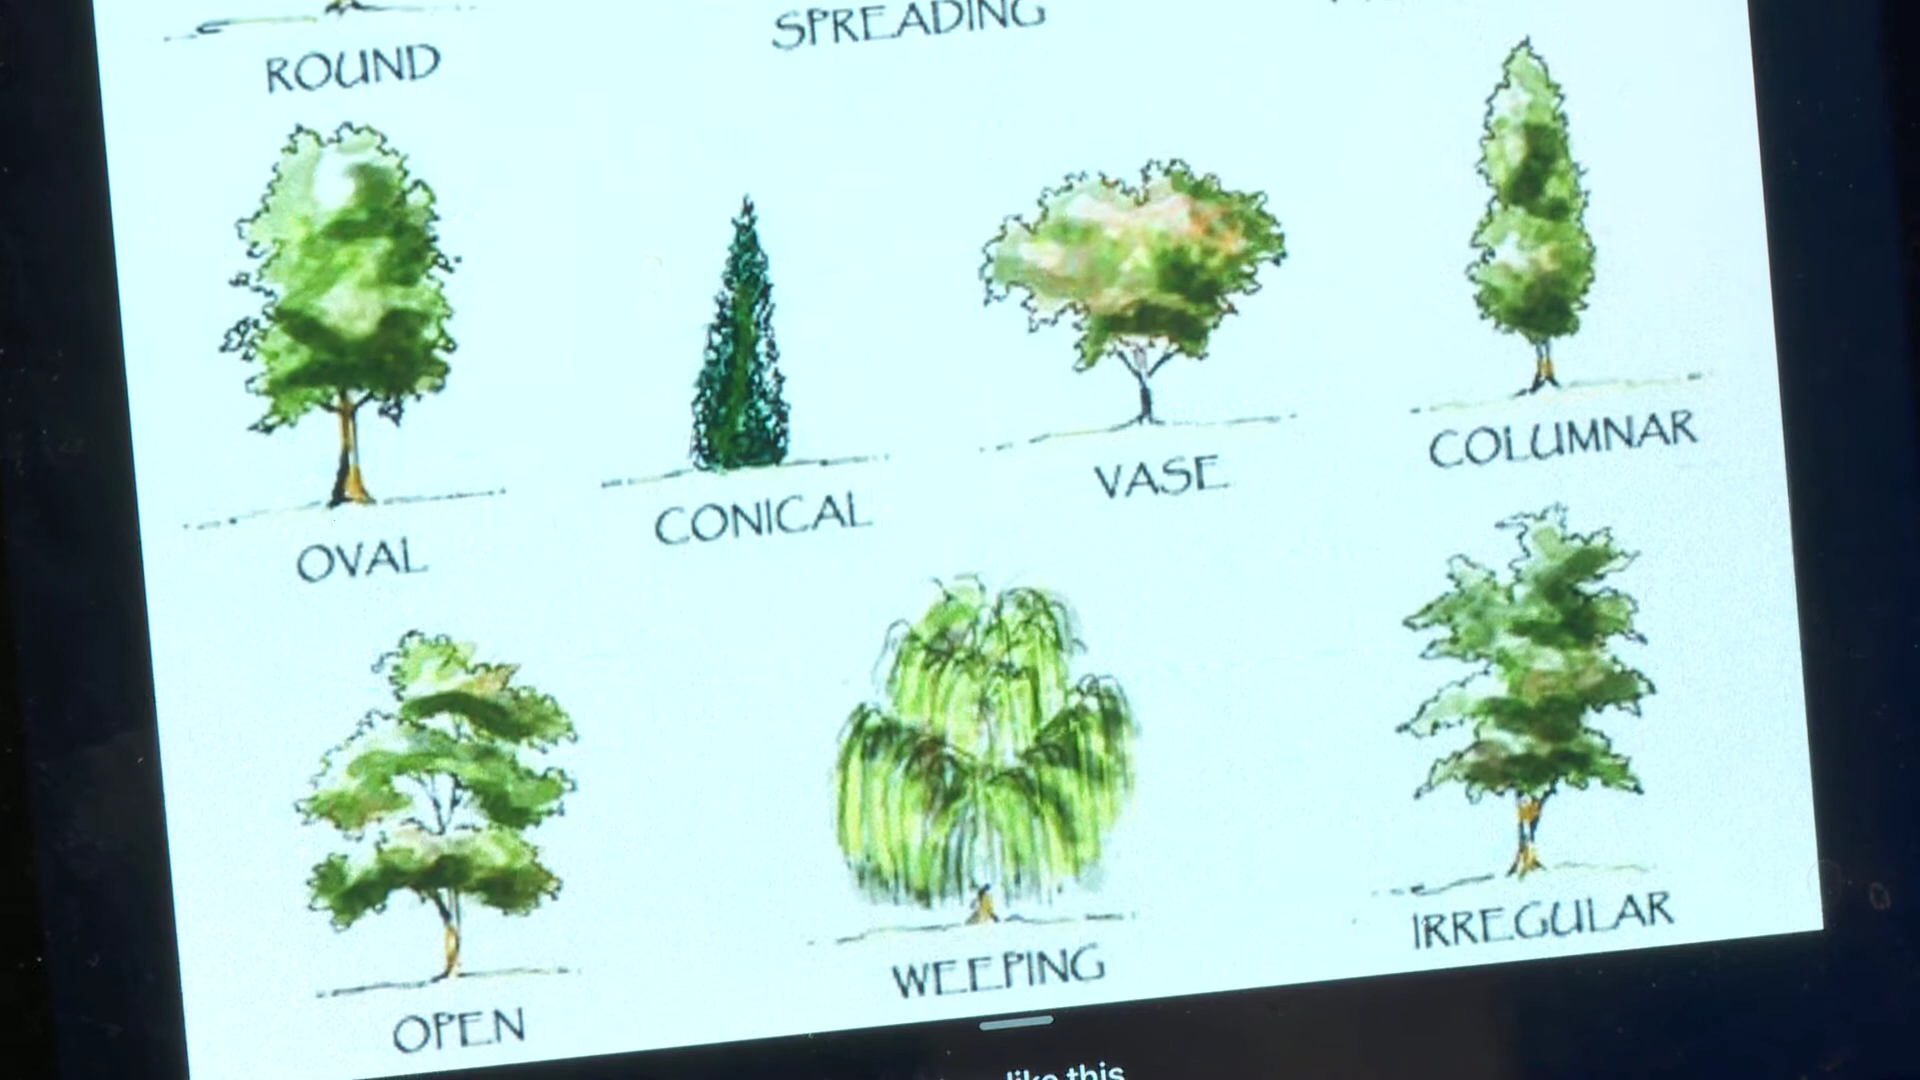 ROUND
SPREADING
OVAL
CONICAL
VASE
COLUMNAR
OPEN
WEEPING
IRREGULAR
like this